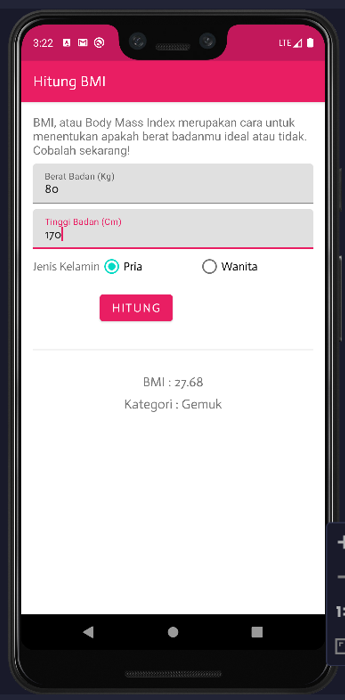 3:22
LTE
Hitung BMI
BMI, atau Body Mass Index merupakan cara untuk
menentukan apakah berat badanmu ideal atau tidak.
Cobalah sekarang!
Berat Badan (Kg)
80
Tinggi Badan (Cm)
170
Jenis Kelamin Pria Wanita
HITUNG
BMI : 27.68
Kategori : Gemuk